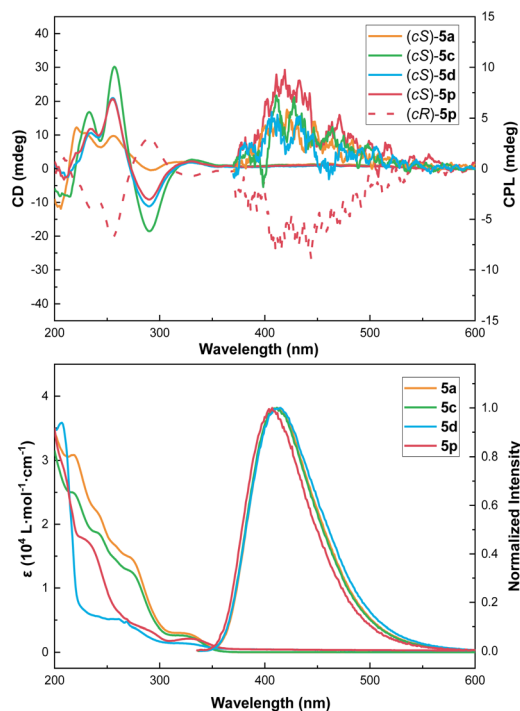 CD (mdeg)
40
30
20
10
0
-10
-20
-30
-40
(cS)-5a
(cS)-5c
(cS)-5d
(cS)-5p
(cR)-5p
15
10
5
0
-5
-10
-15
CPL (mdeg)
200 300 400 500 600
Wavelength (nm)
ε (10⁴ L·mol⁻¹·cm⁻¹)
4
3
2
1
0
5a
5c
5d
5p
1.0
0.8
0.6
0.4
0.2
0.0
Normalized Intensity
200 300 400 500 600
Wavelength (nm)